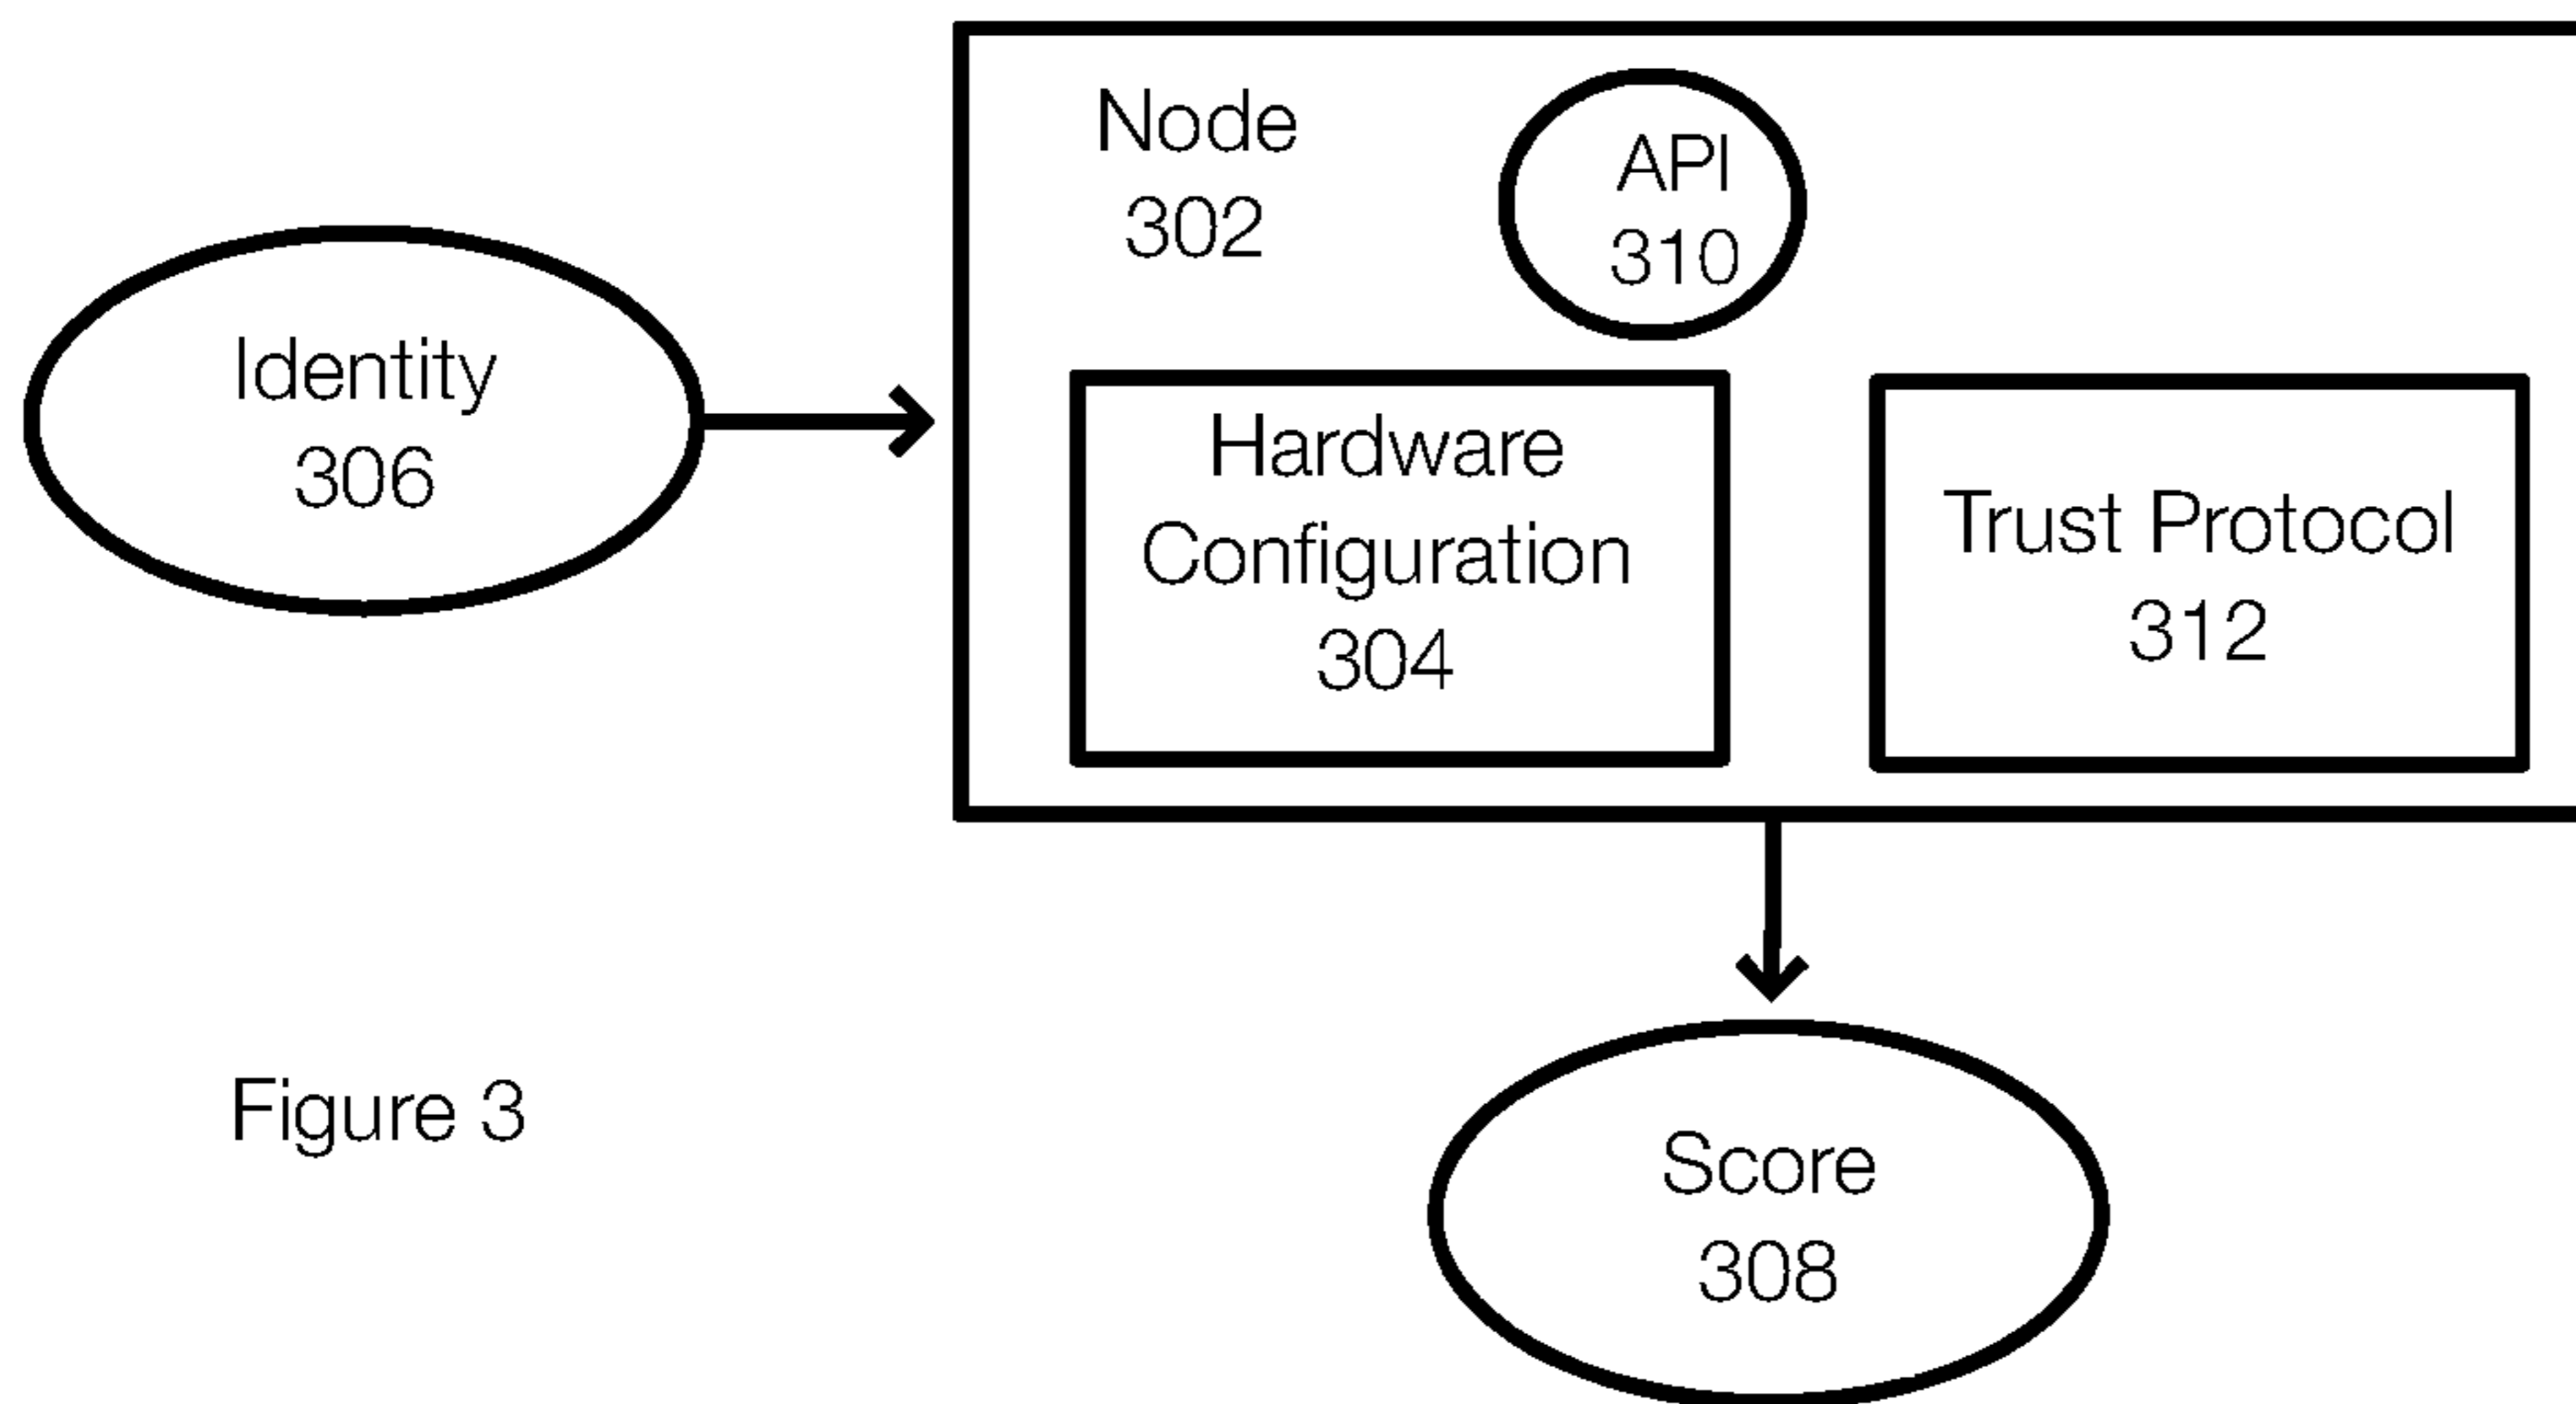 Node
302
API
310
Identity
306
Hardware
Configuration
304
Trust Protocol
312
Figure 3
Score
308